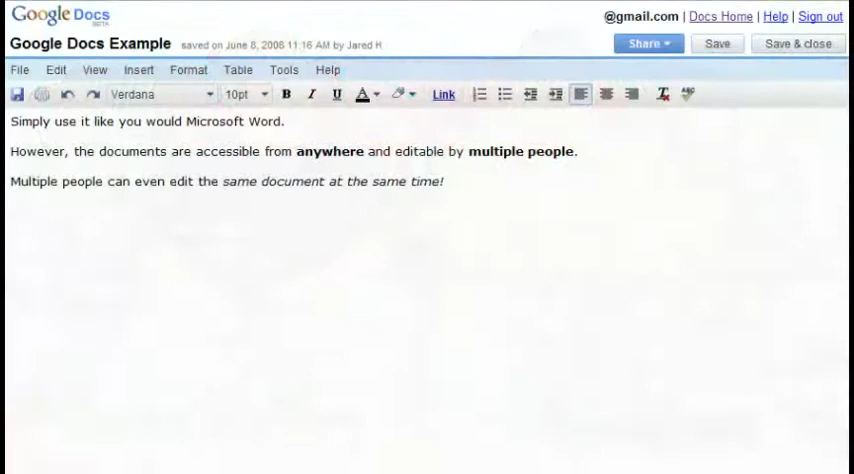 Google Docs
BETA
@gmail.com | Docs Home | Help | Sign out
Google Docs Example saved on June 8, 2008 11:16 AM by Jared H
Share Save Save & close
File Edit View Insert Format Table Tools Help
Verdana 10pt B I U A Link T ABC
Simply use it like you would Microsoft Word.
However, the documents are accessible from anywhere and editable by multiple people.
Multiple people can even edit the same document at the same time!